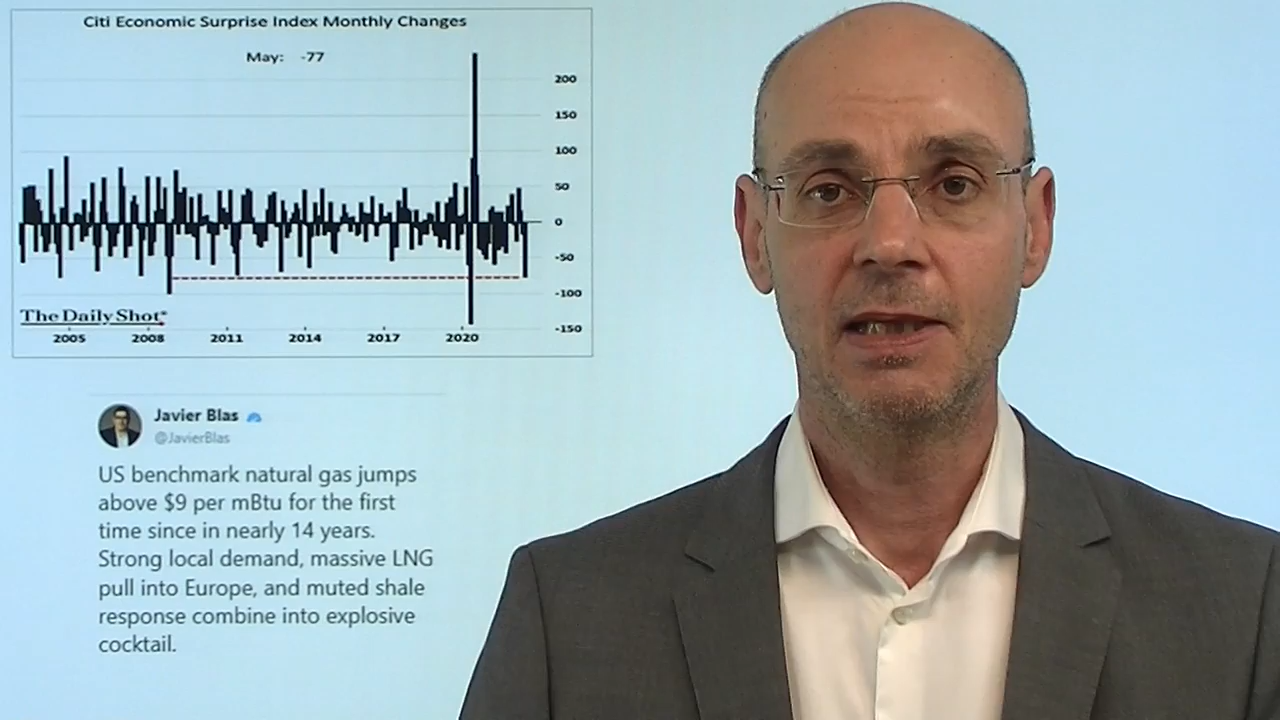 Citi Economic Surprise Index Monthly Changes
May: -77
200
150
100
50
0
-50
-100
-150
The Daily Shot
2005 2008 2011 2014 2017 2020
Javier Blas
@JavierBlas
US benchmark natural gas jumps
above $9 per mBtu for the first
time since in nearly 14 years.
Strong local demand, massive LNG
pull into Europe, and muted shale
response combine into explosive
cocktail.